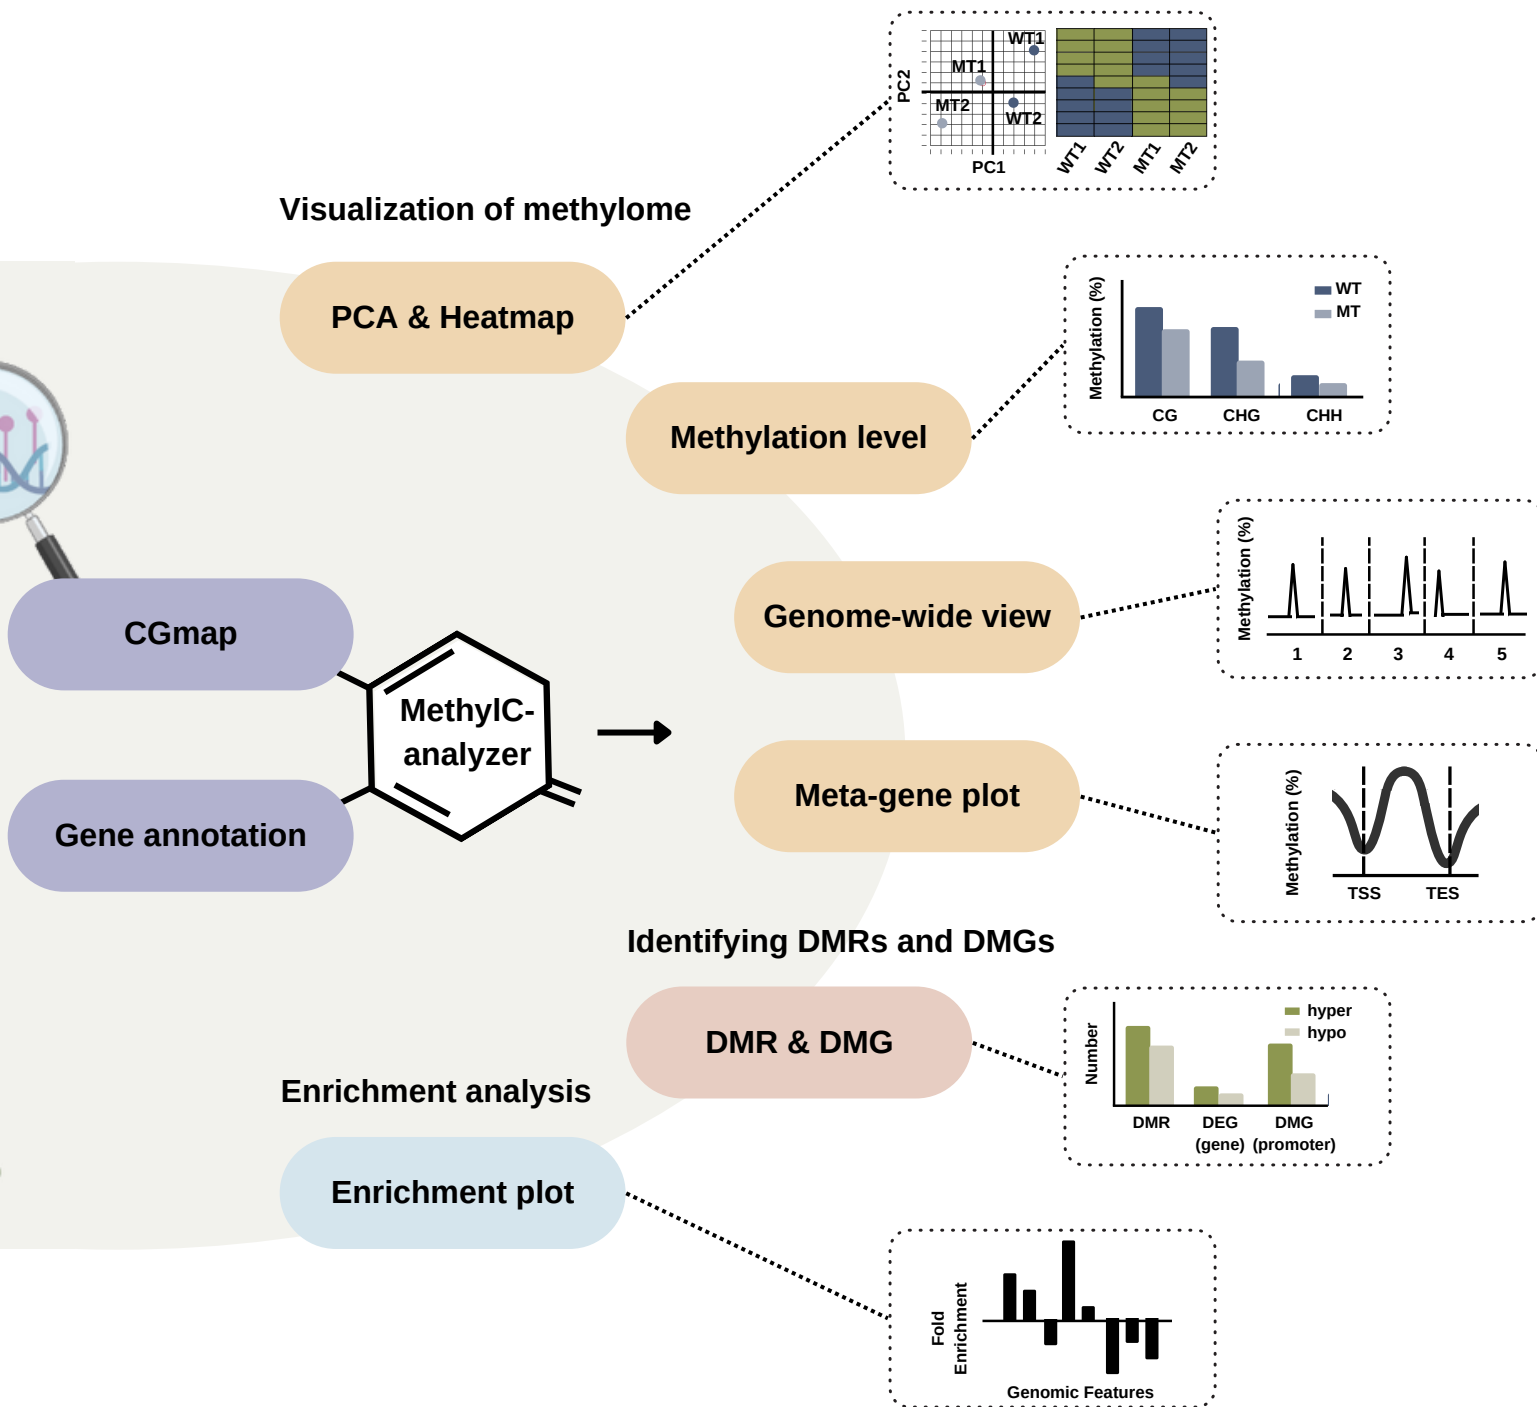 WT1
MT1
MT2
WT2
PC2
PC1
WT1
WT2
MT1
MT2
Visualization of methylome
PCA & Heatmap
Methylation (%)
WT
MT
CG
CHG
CHH
Methylation level
Methylation (%)
1
2
3
4
5
CGmap
Genome-wide view
MethylC-
analyzer
Gene annotation
Meta-gene plot
Methylation (%)
TSS
TES
Identifying DMRs and DMGs
DMR & DMG
Number
hyper
hypo
DMR
DEG
(gene)
DMG
(promoter)
Enrichment analysis
Enrichment plot
Fold
Enrichment
Genomic Features